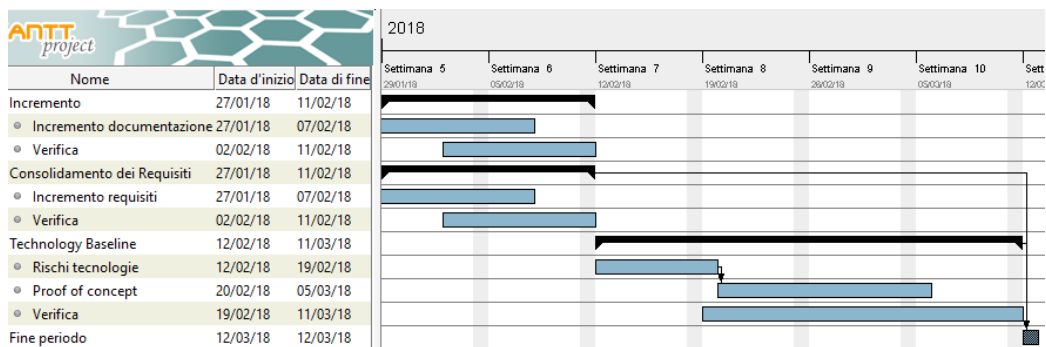 ANTT
project
2018
Settimana 5 Settimana 6 Settimana 7 Settimana 8 Settimana 9 Settimana 10 Sett
29/01/18 05/02/18 12/02/18 19/02/18 26/02/18 05/03/18 12/03
Nome Data d'inizio Data di fine
Incremento 27/01/18 11/02/18
Incremento documentazione 27/01/18 07/02/18
Verifica 02/02/18 11/02/18
Consolidamento dei Requisiti 27/01/18 11/02/18
Incremento requisiti 27/01/18 07/02/18
Verifica 02/02/18 11/02/18
Technology Baseline 12/02/18 11/03/18
Rischi tecnologie 12/02/18 19/02/18
Proof of concept 20/02/18 05/03/18
Verifica 19/02/18 11/03/18
Fine periodo 12/03/18 12/03/18